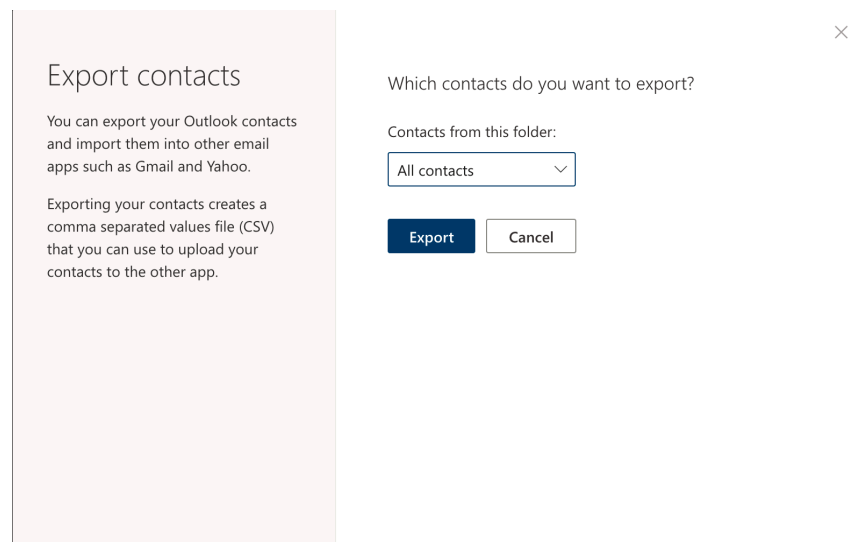 Export contacts
You can export your Outlook contacts
and import them into other email
apps such as Gmail and Yahoo.
Exporting your contacts creates a
comma separated values file (CSV)
that you can use to upload your
contacts to the other app.
Which contacts do you want to export?
Contacts from this folder:
All contacts
Export Cancel